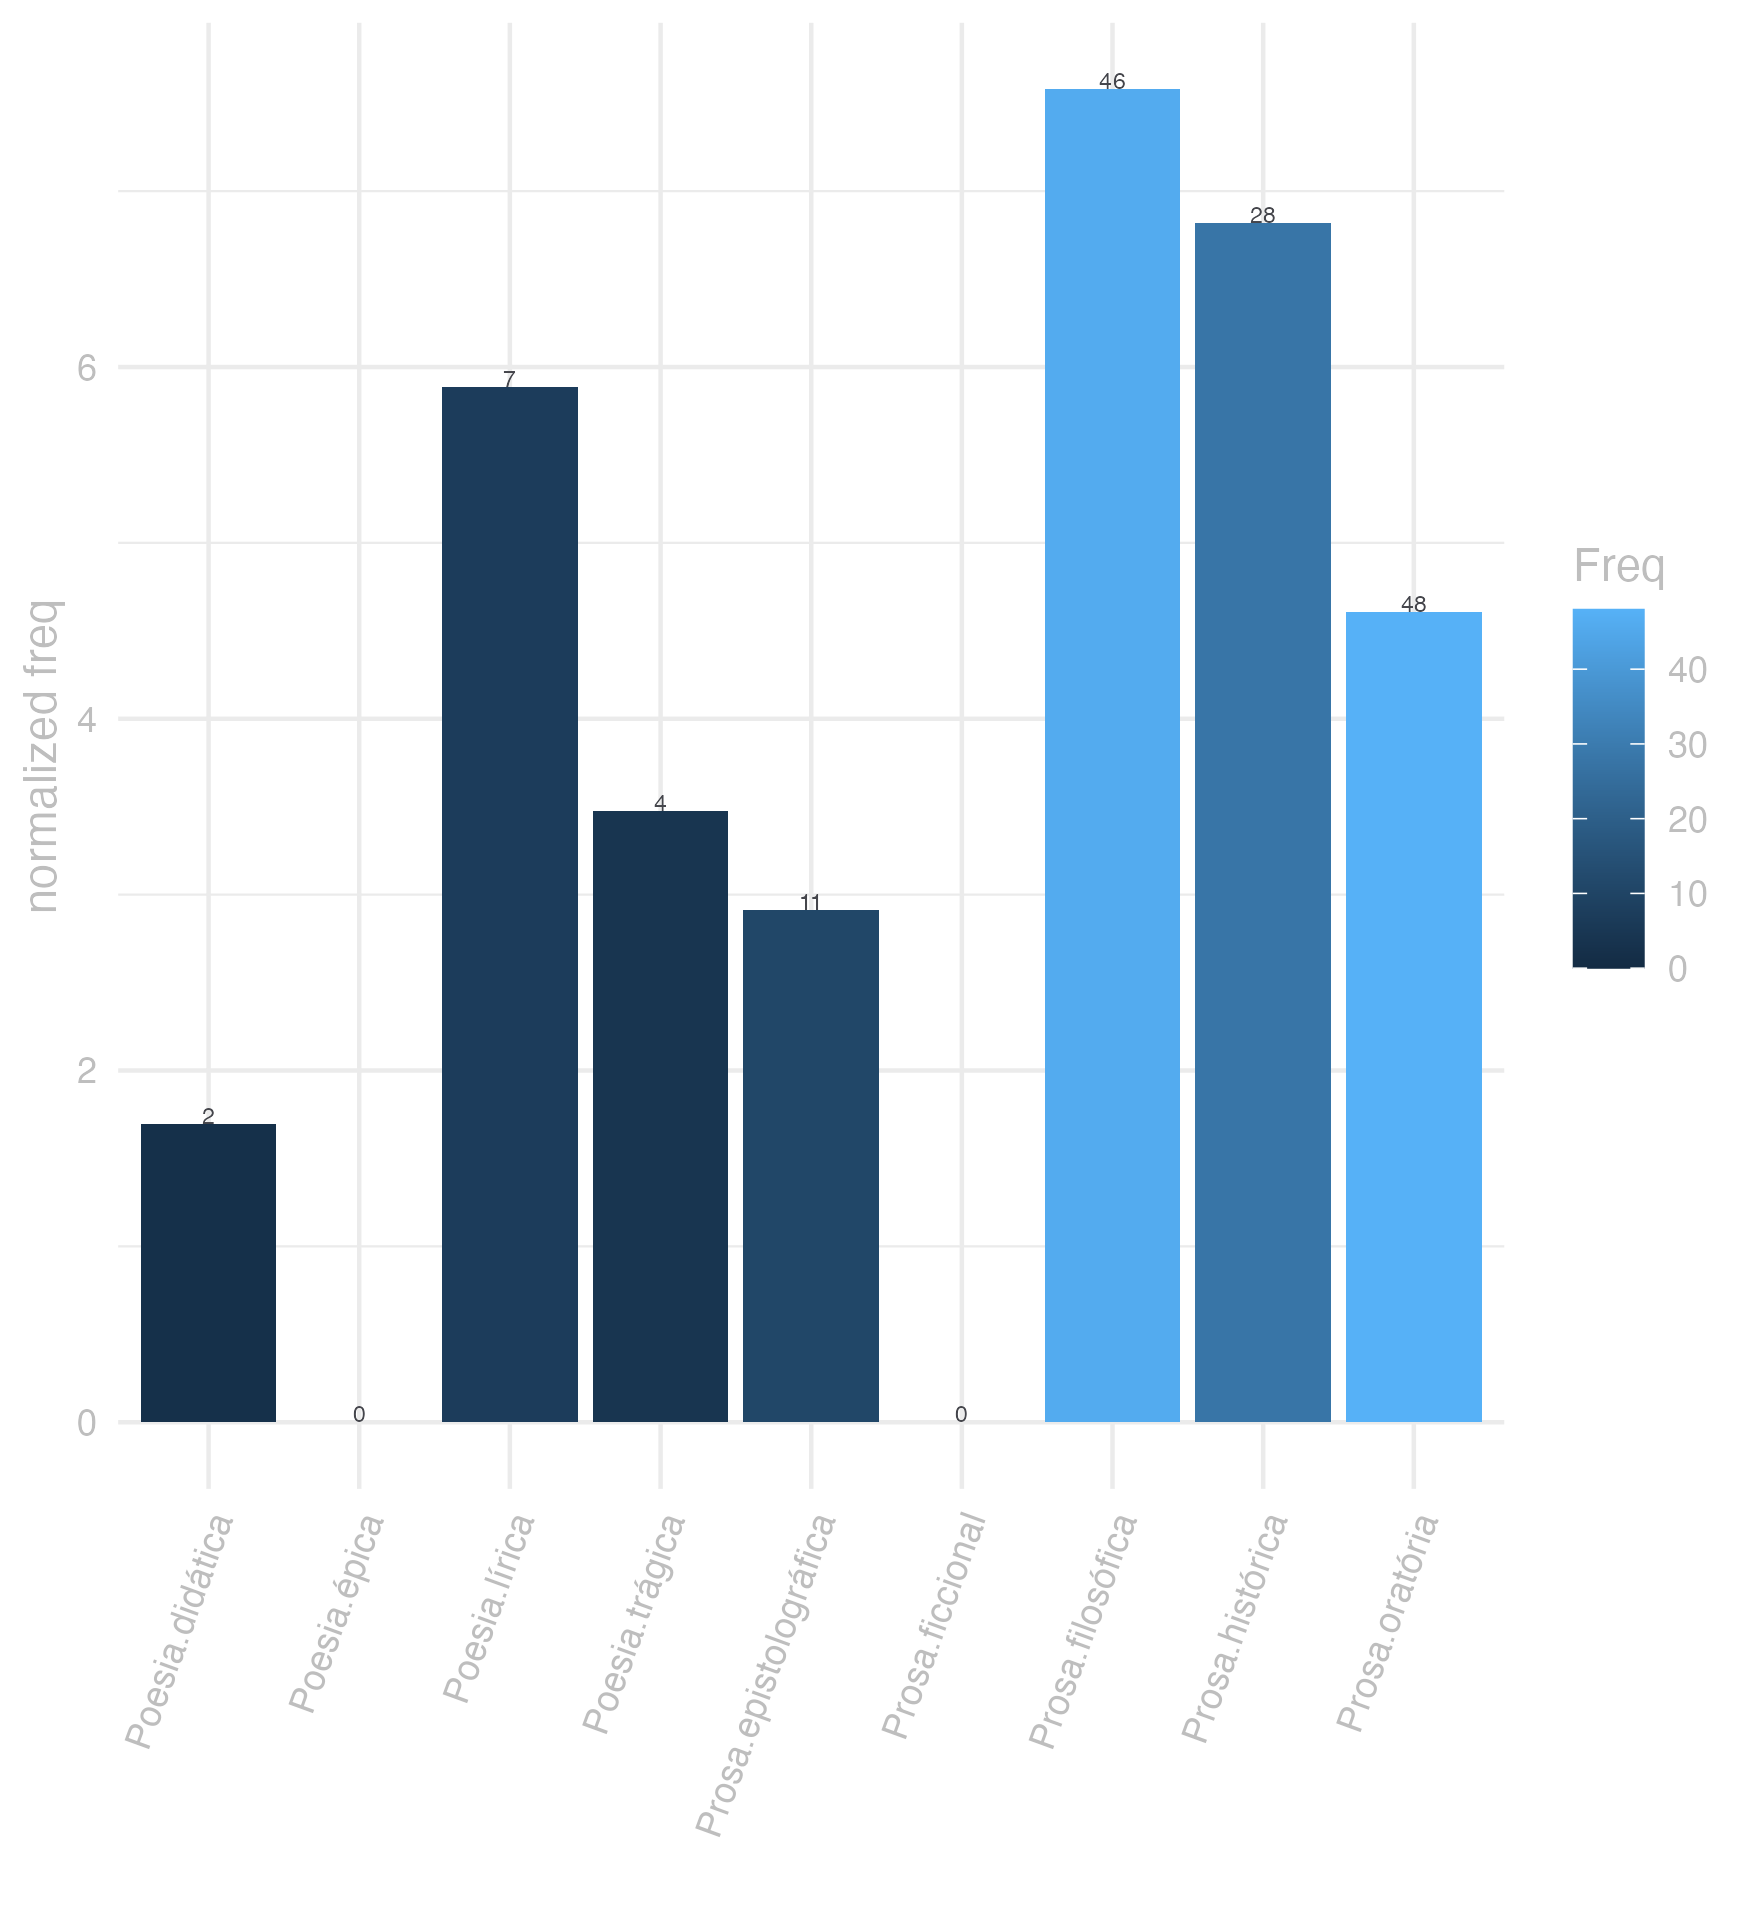 normalized freq
6
4
2
0
2
0
7
4
11
0
46
28
48
Poesia.didática
Poesia.épica
Poesia.lírica
Poesia.trágica
Prosa.epistolográfica
Prosa.ficcional
Prosa.filosófica
Prosa.histórica
Prosa.oratória
Freq
40
30
20
10
0